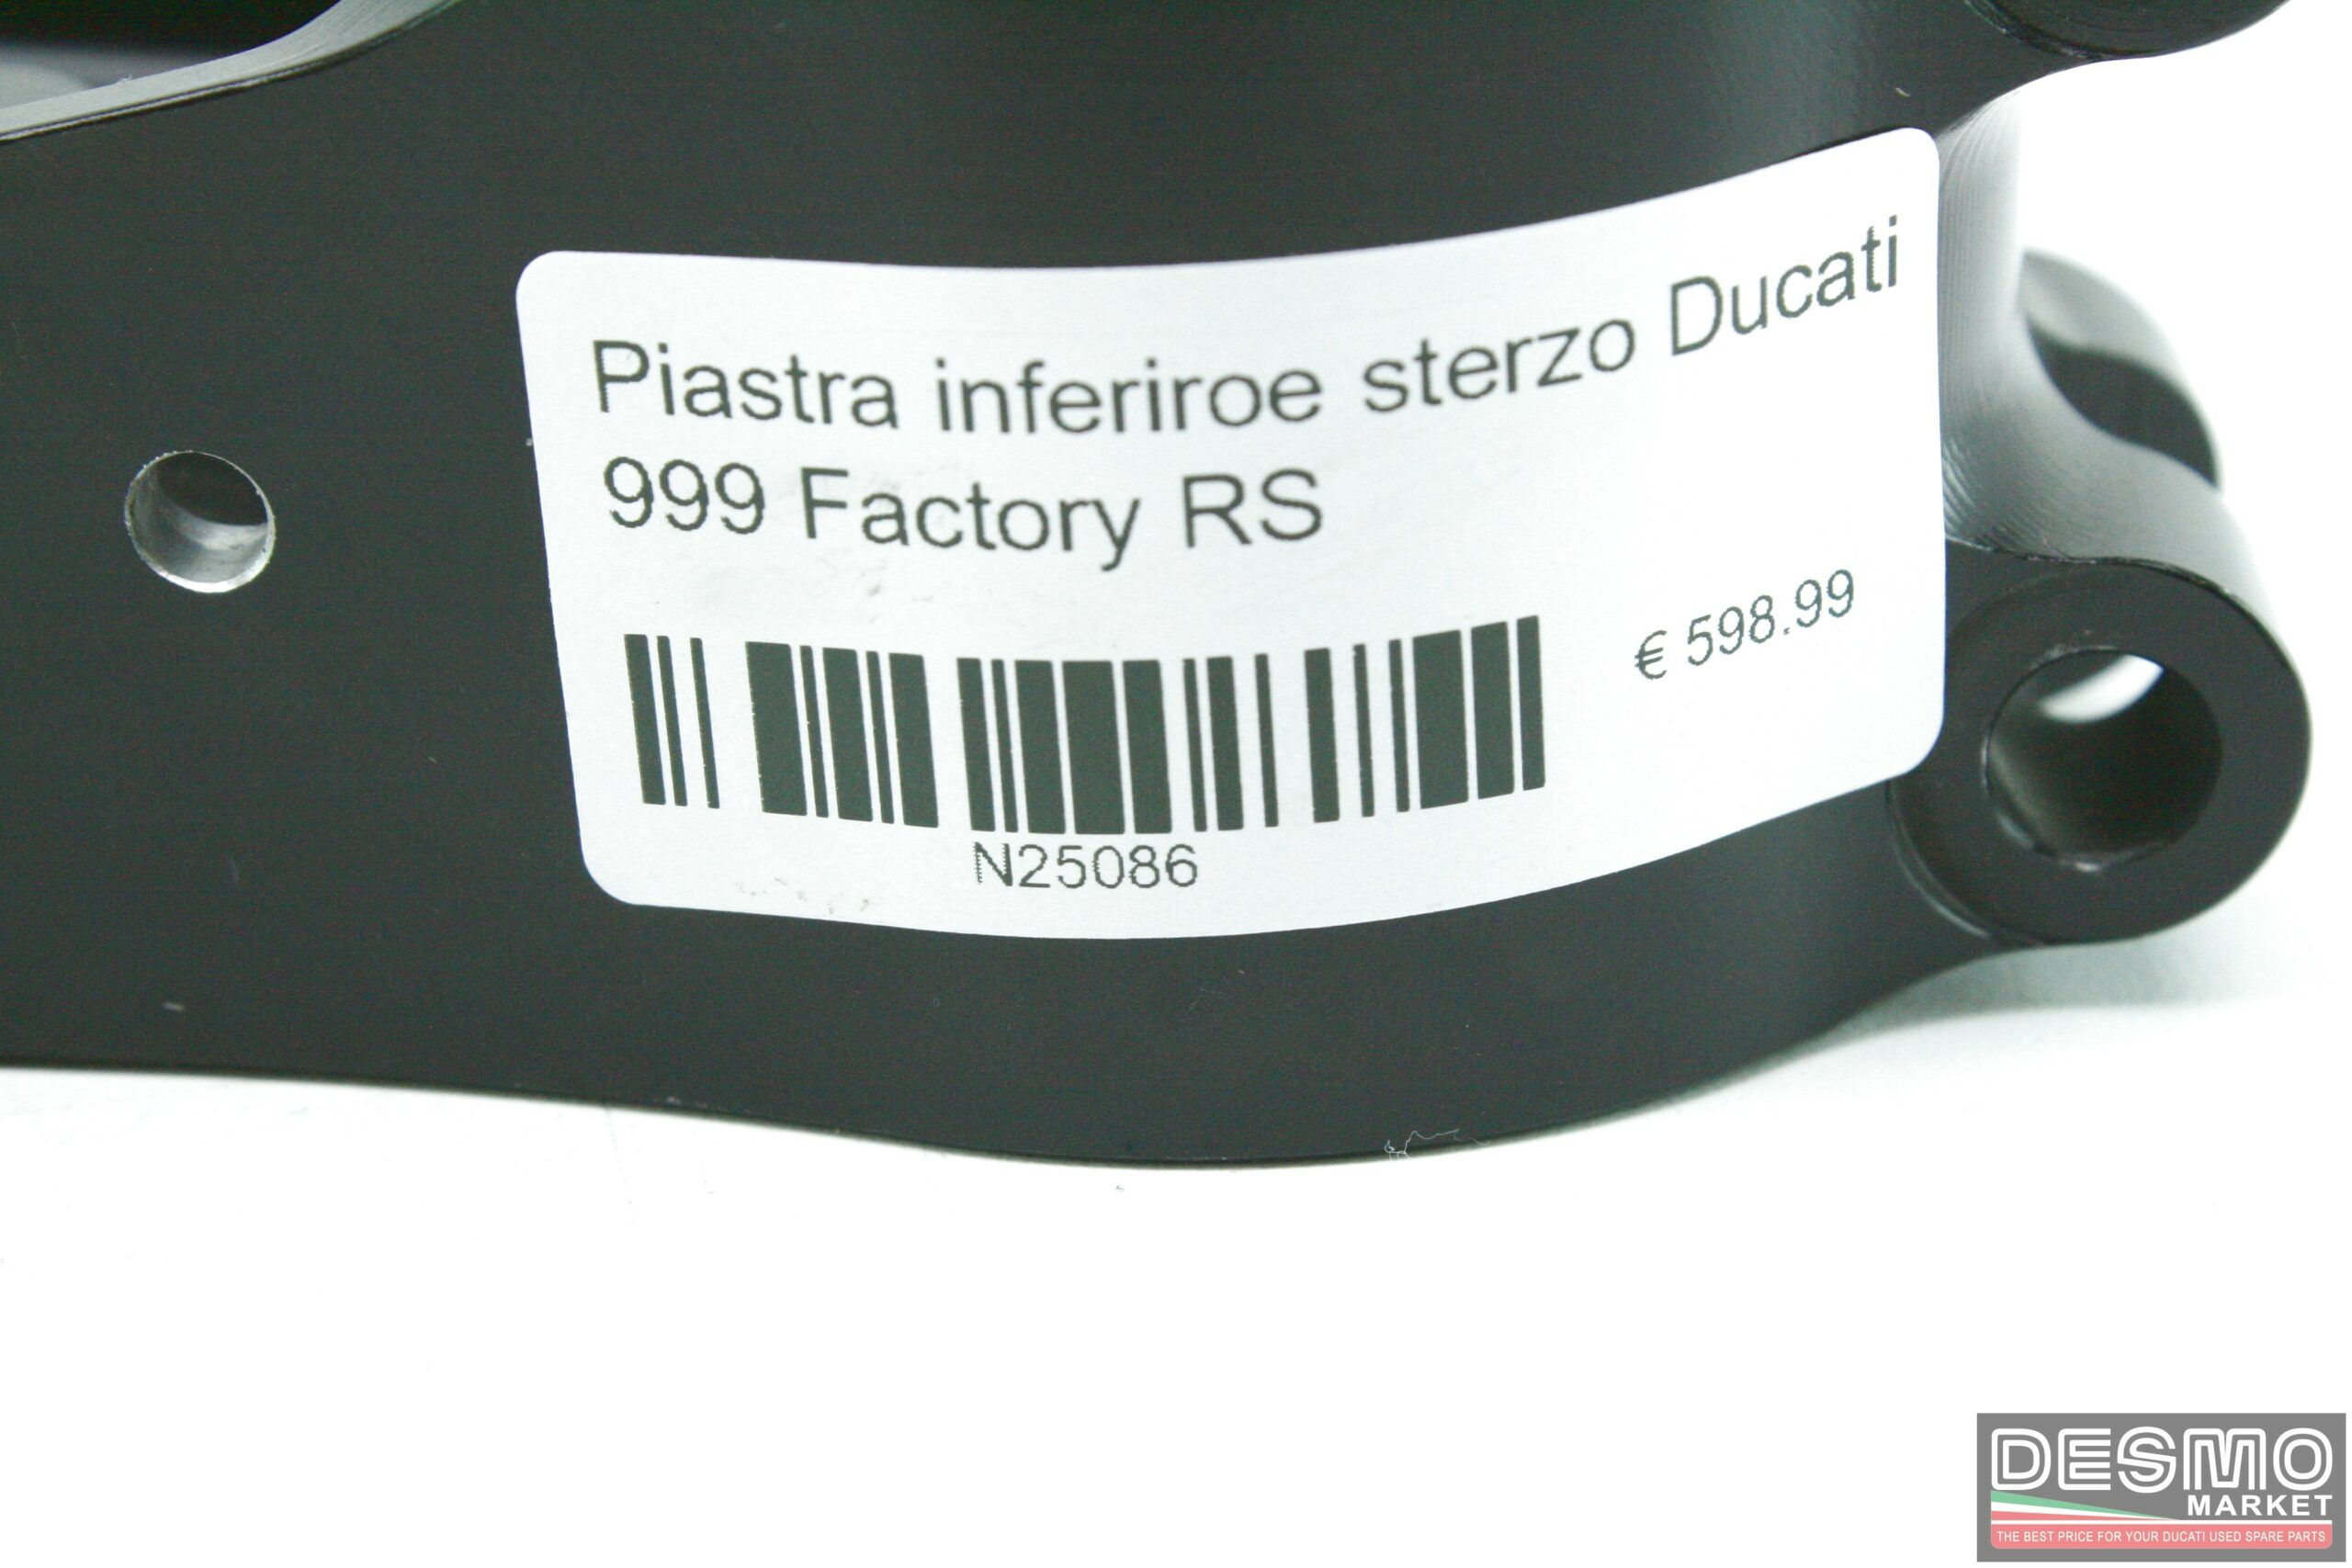 Piastra inferiroe sterzo Ducati
999 Factory RS
€ 598.99
N25086
DESMO
MARKET
THE BEST PRICE FOR YOUR DUCATI USED SPARE PARTS